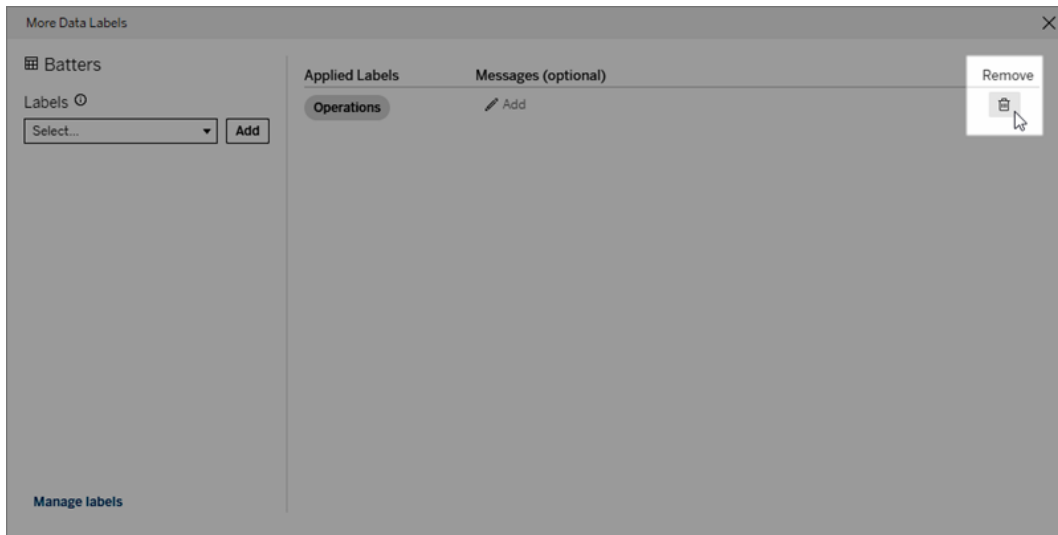 More Data Labels
Batters
Labels
Select...
Add
Manage labels
Applied Labels Messages (optional) Remove
Operations Add